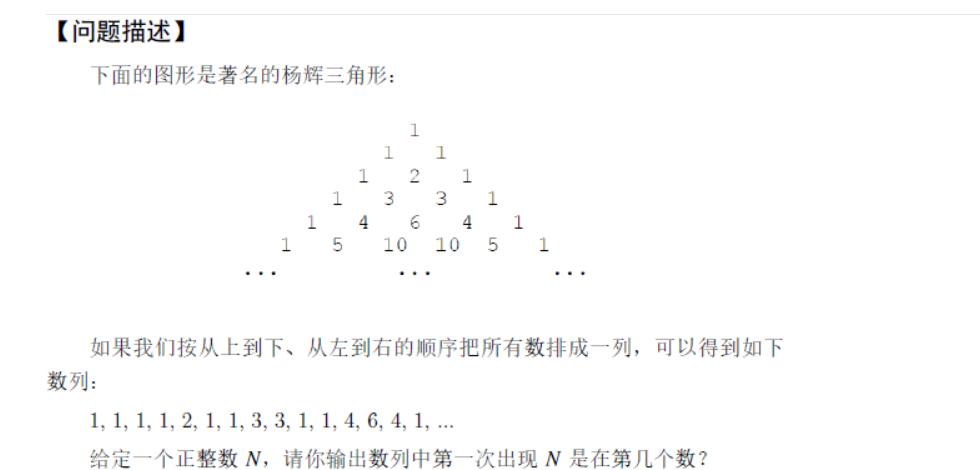 【问题描述】
下面的图形是著名的杨辉三角形：
1
1 1
1 2 1
1 3 3 1
1 4 6 4 1
1 5 10 10 5 1
... ... ...
如果我们按从上到下、从左到右的顺序把所有数排成一列，可以得到如下
数列：
1, 1, 1, 1, 2, 1, 1, 3, 3, 1, 1, 4, 6, 4, 1, ...
给定一个正整数 N，请你输出数列中第一次出现 N 是在第几个数？